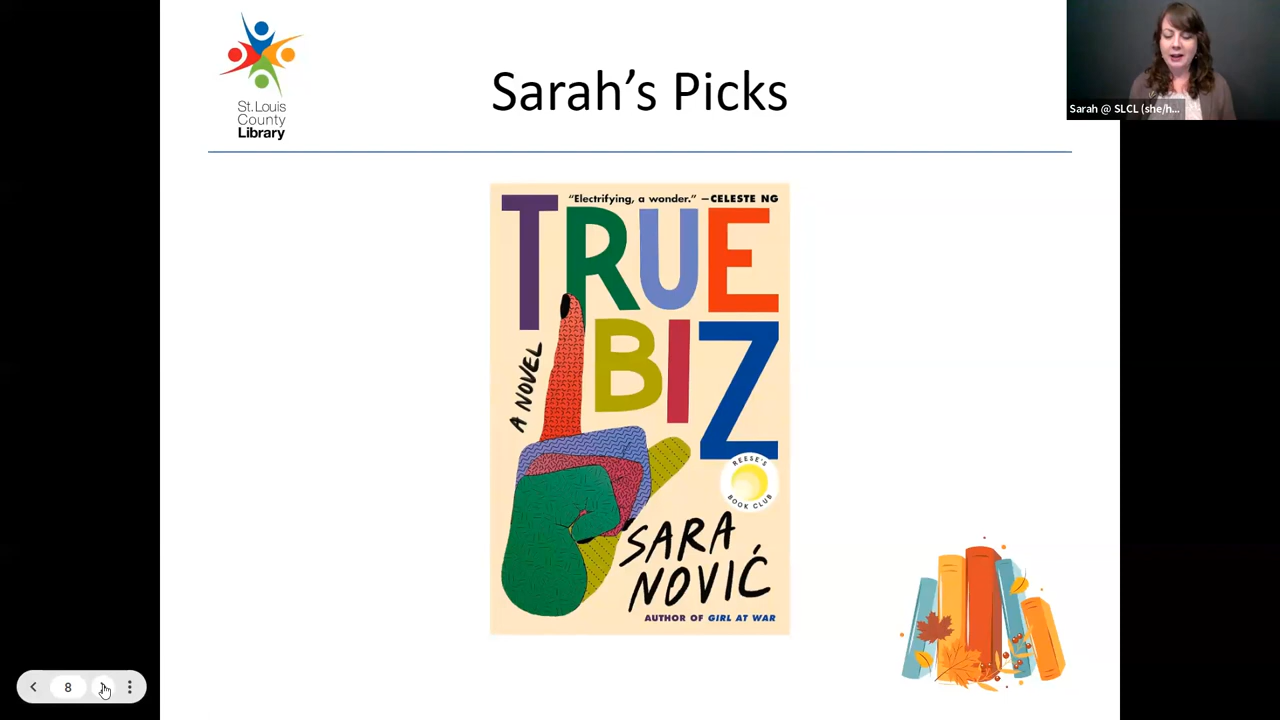 St.Louis
County
Library
Sarah's Picks
Sarah @ SLCL (she/h...
"Electrifying, a wonder." —CELESTE NG
TRUE
BIZ
A NOVEL
REESE'S
BOOK CLUB
SARA
NOVIĆ
AUTHOR OF GIRL AT WAR
8